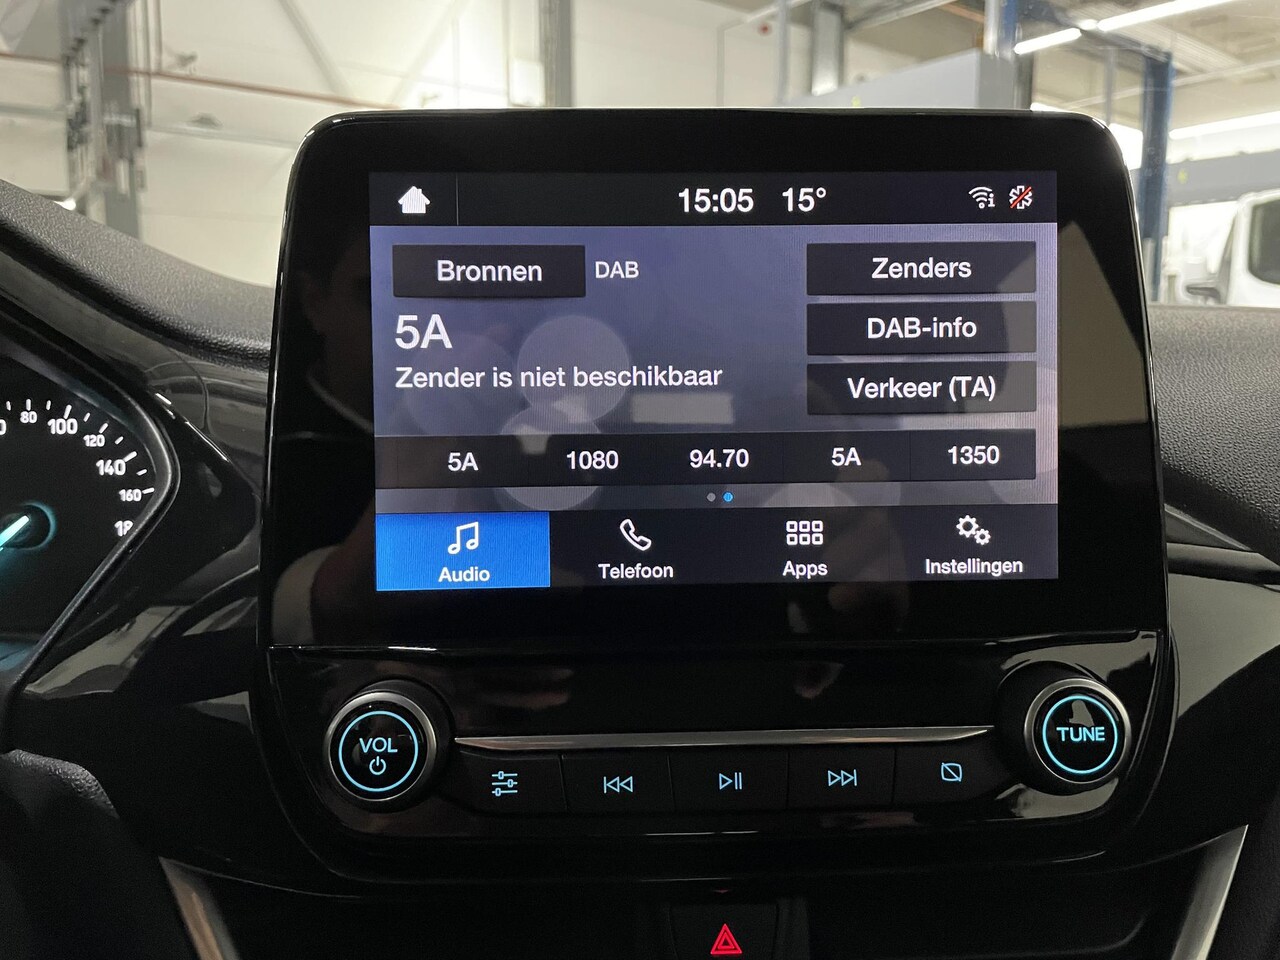 15:05 15°
Bronnen DAB Zenders
5A DAB-info
Zender is niet beschikbaar Verkeer (TA)
5A 1080 94.70 5A 1350
Audio Telefoon Apps Instellingen
80 100 120 140 160
VOL TUNE